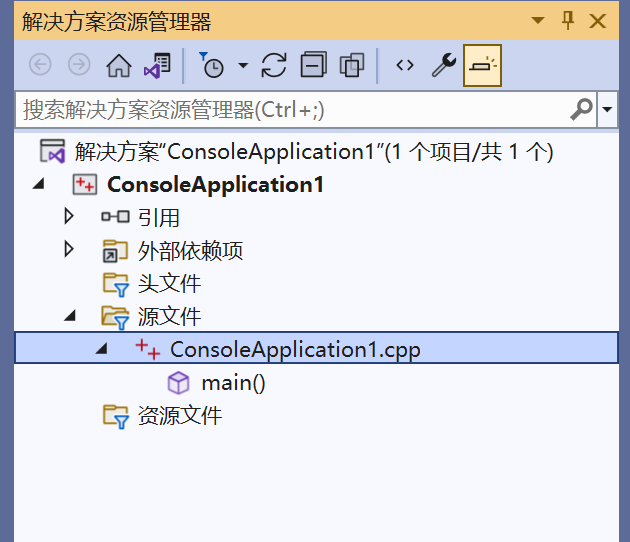 解决方案资源管理器
搜索解决方案资源管理器(Ctrl+;)
解决方案“ConsoleApplication1”(1 个项目/共 1 个)
ConsoleApplication1
引用
外部依赖项
头文件
源文件
ConsoleApplication1.cpp
main()
资源文件